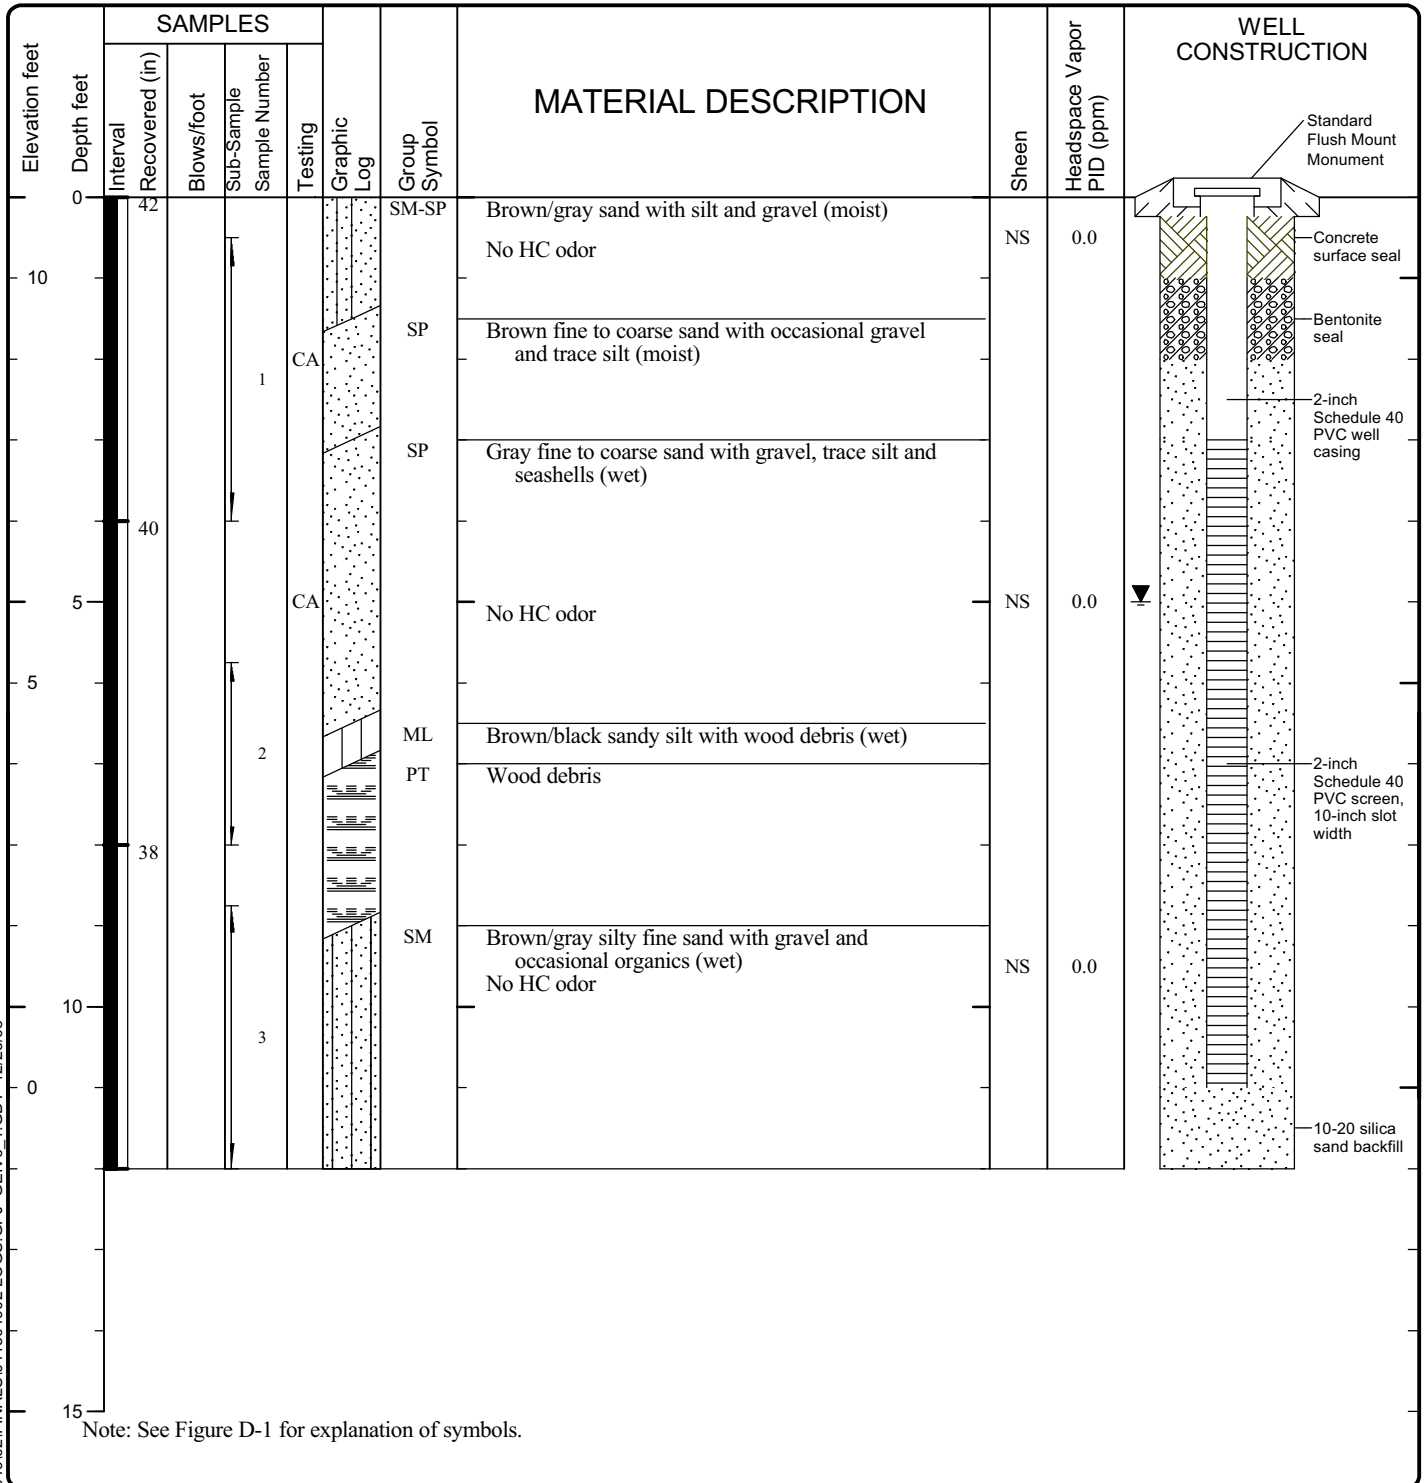 Elevation feet
Depth feet
SAMPLES
Interval
Recovered (in)
Blows/foot
Sub-Sample
Sample Number
Testing
Graphic
Log
Group
Symbol
MATERIAL DESCRIPTION
Sheen
Headspace Vapor
PID (ppm)
WELL
CONSTRUCTION
Standard
Flush Mount
Monument
0
42
SM-SP
Brown/gray sand with silt and gravel (moist)
No HC odor
NS
0.0
Concrete
surface seal
10
SP
Brown fine to coarse sand with occasional gravel
and trace silt (moist)
Bentonite
seal
CA
1
2-inch
Schedule 40
PVC well
casing
SP
Gray fine to coarse sand with gravel, trace silt and
seashells (wet)
40
5
CA
No HC odor
NS
0.0
5
ML
Brown/black sandy silt with wood debris (wet)
2
PT
Wood debris
2-inch
Schedule 40
PVC screen,
10-inch slot
width
38
SM
Brown/gray silty fine sand with gravel and
occasional organics (wet)
No HC odor
NS
0.0
10
3
0
10-20 silica
sand backfill
15
Note: See Figure D-1 for explanation of symbols.